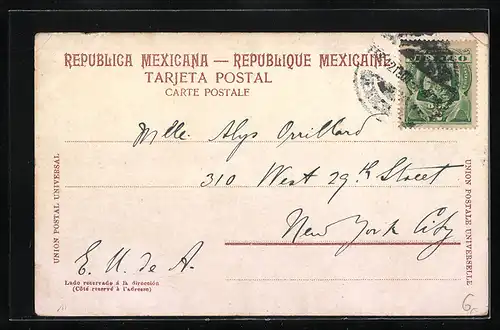 REPUBLICA MEXICANA — REPUBLIQUE MEXICAINE
TARJETA POSTAL
CARTE POSTALE
Mlle. Alys Orillard
310 West 29th Street
New York City
E. U. de A.
UNION POSTAL UNIVERSAL
UNION POSTALE UNIVERSELLE
Lado reservado á la dirección
(Côté reservé à l'adresse)